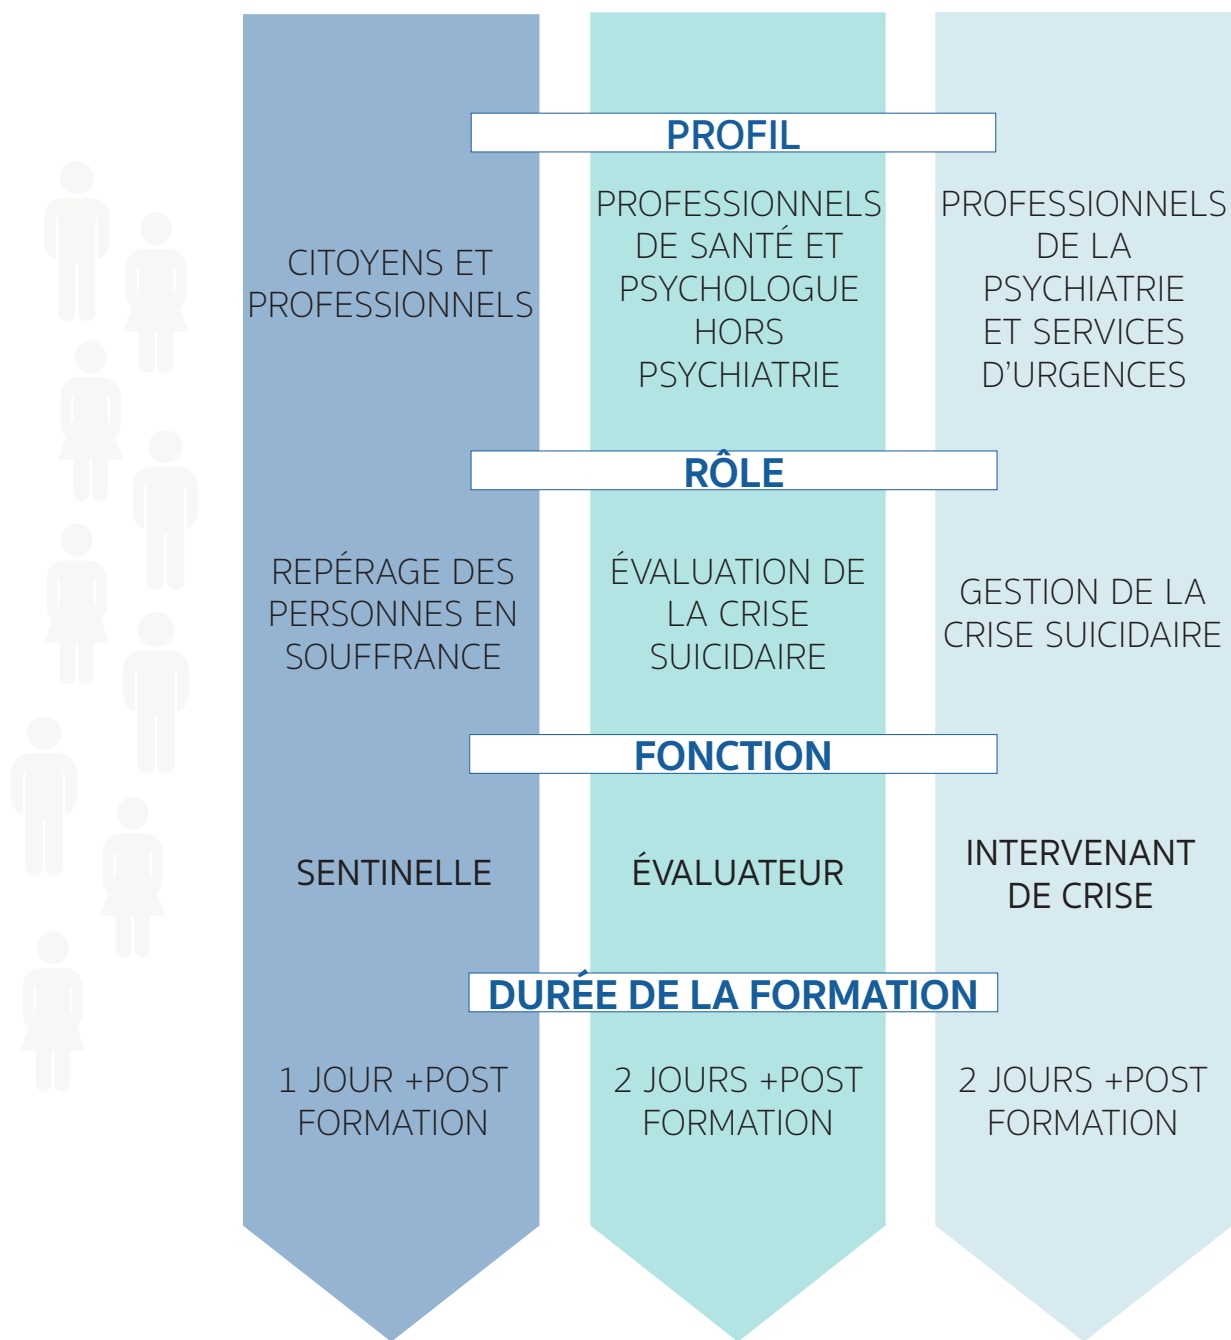 PROFIL
CITOYENS ET
PROFESSIONNELS
PROFESSIONNELS
DE SANTÉ ET
PSYCHOLOGUE
HORS
PSYCHIATRIE
PROFESSIONNELS
DE LA
PSYCHIATRIE
ET SERVICES
D'URGENCES
RÔLE
REPÉRAGE DES
PERSONNES EN
SOUFFRANCE
ÉVALUATION DE
LA CRISE
SUICIDAIRE
GESTION DE LA
CRISE SUICIDAIRE
FONCTION
SENTINELLE
ÉVALUATEUR
INTERVENANT
DE CRISE
DURÉE DE LA FORMATION
1 JOUR +POST
FORMATION
2 JOURS +POST
FORMATION
2 JOURS +POST
FORMATION